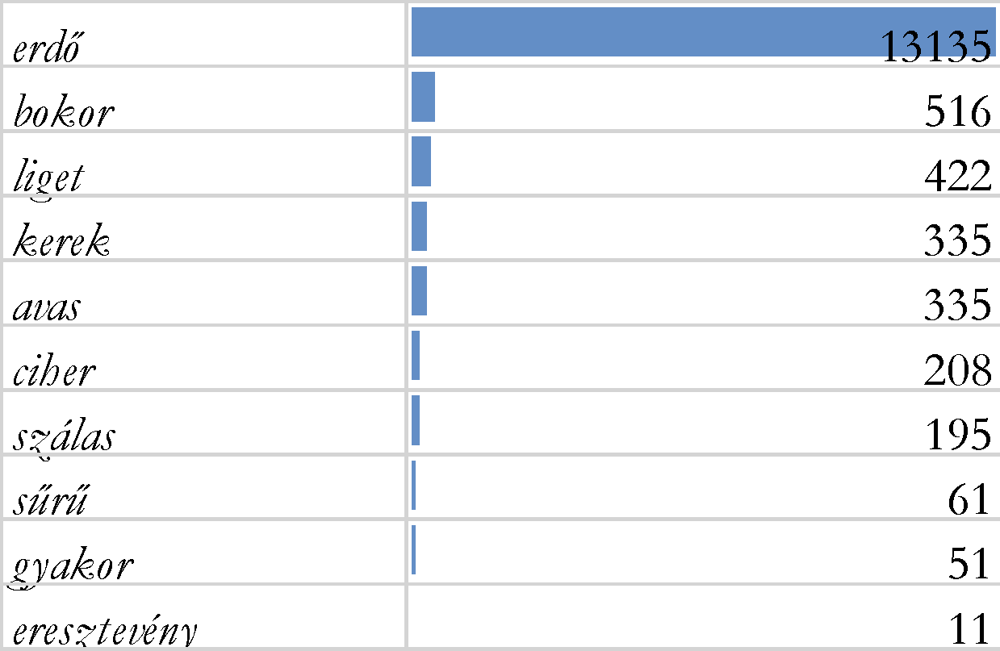 erdő 13135
bokor 516
liget 422
kerek 335
avas 335
ciher 208
szálas 195
sűrű 61
gyakor 51
eresztevény 11